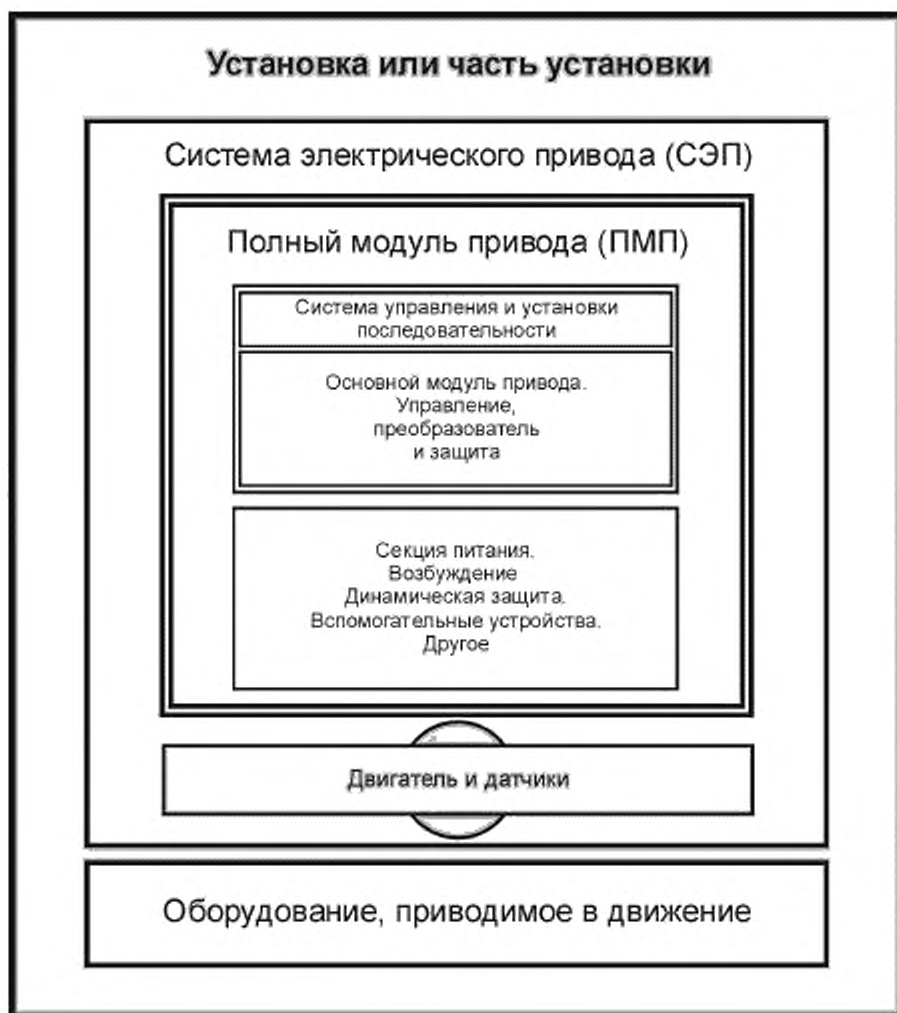 Установка или часть установки
Система электрического привода (СЭП)
Полный модуль привода (ПМП)
Система управления и установки
последовательности
Основной модуль привода.
Управление,
преобразователь
и защита
Секция питания.
Возбуждение
Динамическая защита.
Вспомогательные устройства.
Другое
Двигатель и датчики
Оборудование, приводимое в движение